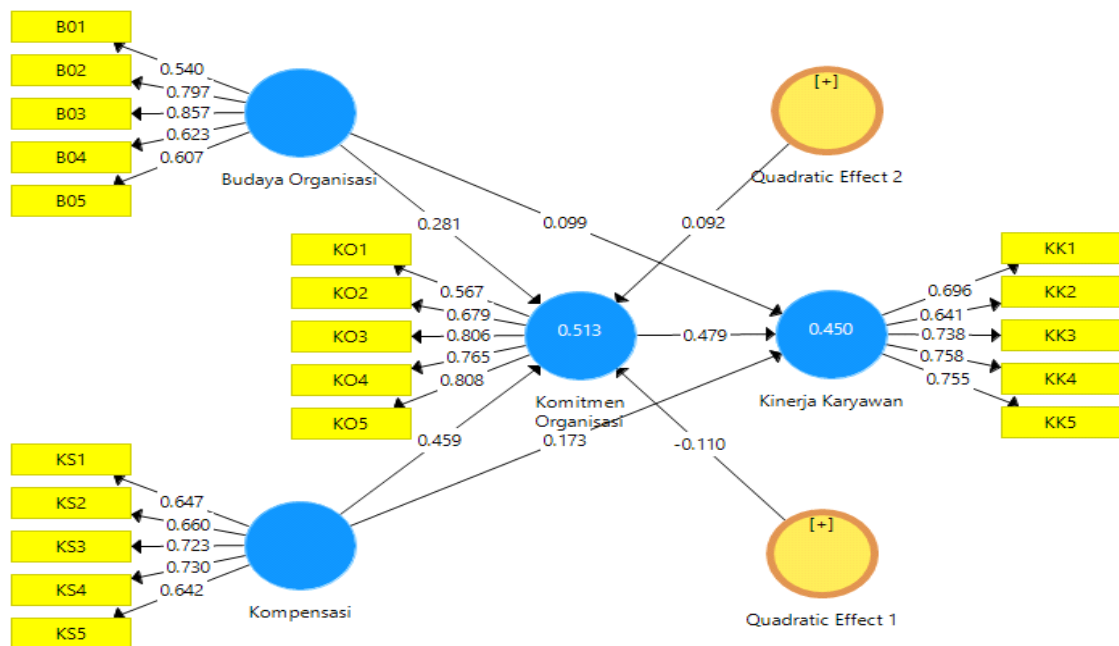 B01
B02
B03
B04
B05
0.540
0.797
0.857
0.623
0.607
Budaya Organisasi
[+]
Quadratic Effect 2
0.281
0.099
0.092
KO1
KO2
KO3
KO4
KO5
0.567
0.679
0.806
0.765
0.808
0.513
Komitmen
Organisasi
0.479
0.450
Kinerja Karyawan
0.696
0.641
0.738
0.758
0.755
KK1
KK2
KK3
KK4
KK5
0.459
0.173
-0.110
KS1
KS2
KS3
KS4
KS5
0.647
0.660
0.723
0.730
0.642
Kompensasi
[+]
Quadratic Effect 1